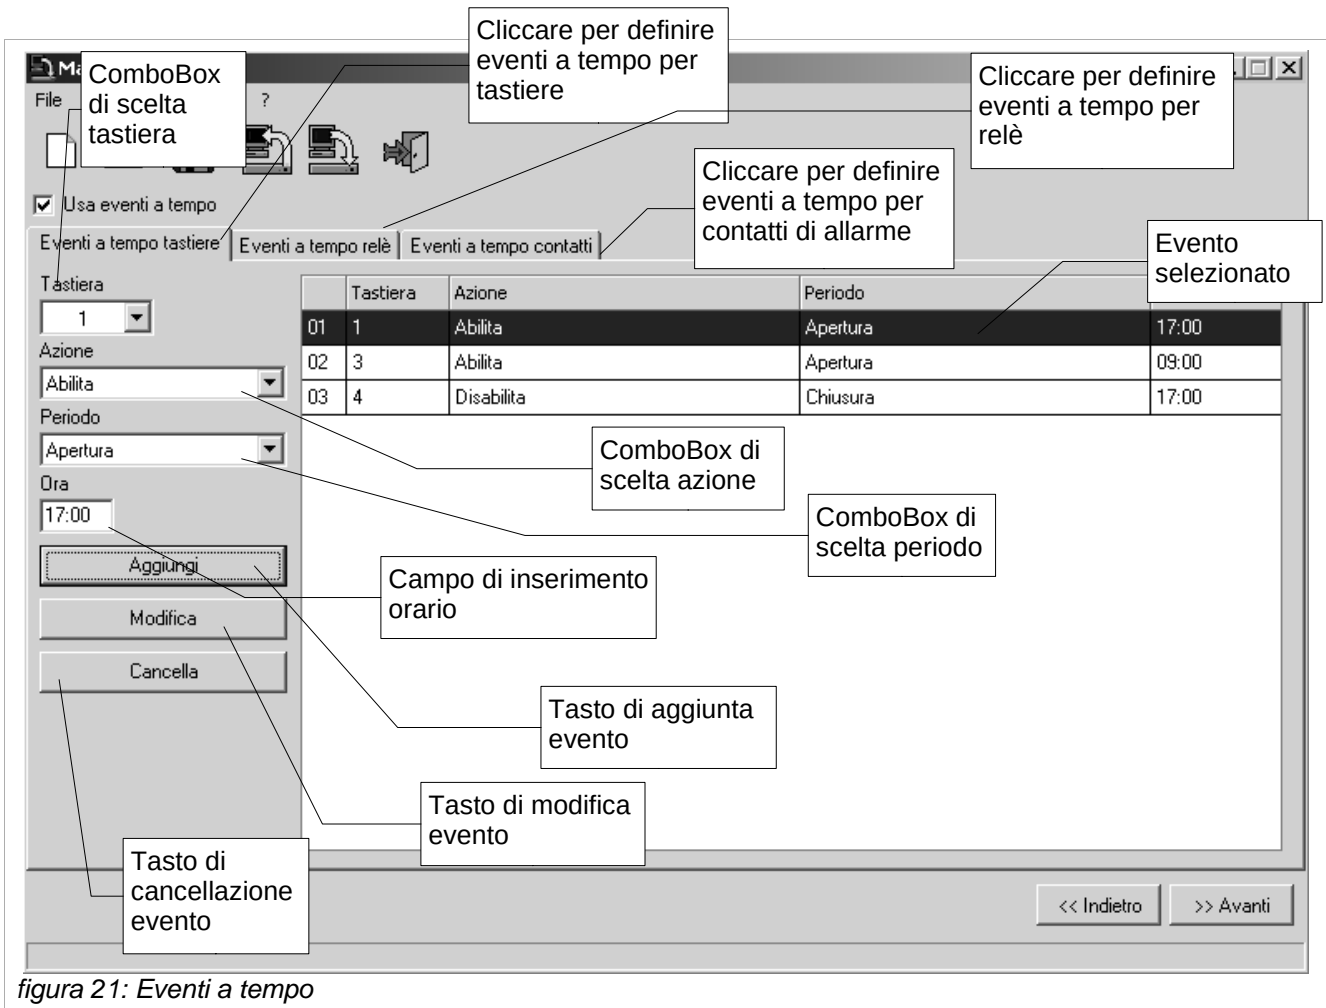 Cliccare per definire
eventi a tempo per
tastiere
ComboBox
di scelta
tastiera
Cliccare per definire
eventi a tempo per
relè
Ma
File
?
Cliccare per definire
eventi a tempo per
contatti di allarme
Usa eventi a tempo
Eventi a tempo tastiere
Eventi a tempo relè
Eventi a tempo contatti
Evento
selezionato
Tastiera
1
Tastiera Azione Periodo
01 1 Abilita Apertura 17:00
02 3 Abilita Apertura 09:00
03 4 Disabilita Chiusura 17:00
Azione
Abilita
Periodo
Apertura
ComboBox di
scelta azione
Ora
17:00
ComboBox di
scelta periodo
Aggiungi
Campo di inserimento
orario
Modifica
Cancella
Tasto di aggiunta
evento
Tasto di modifica
evento
Tasto di
cancellazione
evento
<< Indietro
>> Avanti
figura 21: Eventi a tempo